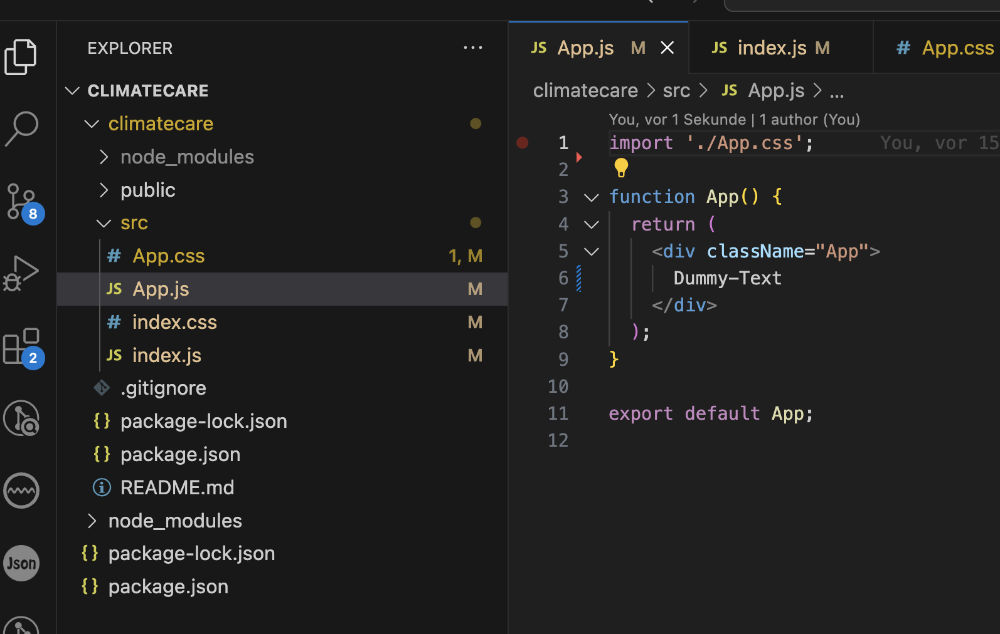 EXPLORER ...
CLIMATECARE
climatecare
node_modules
public
8
src
# App.css 1, M
JS App.js M
# index.css M
JS index.js M
2
.gitignore
{} package-lock.json
{} package.json
README.md
node_modules
{} package-lock.json
Json
{} package.json
JS App.js M
JS index.js M
# App.css
climatecare > src > JS App.js > ...
You, vor 1 Sekunde | 1 author (You)
1 import './App.css'; You, vor 15
2
3 function App() {
4 return (
5 <div className="App">
6 Dummy-Text
7 </div>
8 );
9 }
10
11 export default App;
12